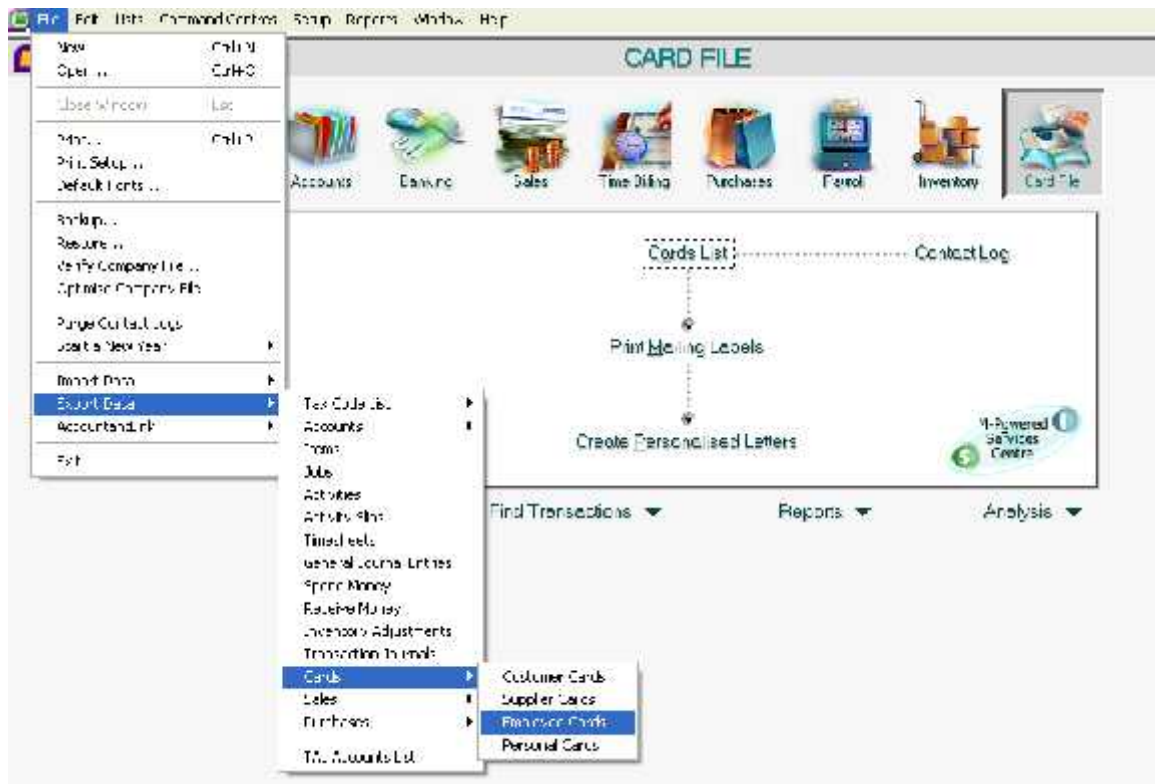 File Edit Lists Command Centres Setup Reports Window Help
CARD FILE
New Ctrl+N
Open ... Ctrl+O
Close Window Esc
Print ... Ctrl+P
Print Setup ...
Default Fonts ...
Backup...
Restore ...
Verify Company File ...
Optimise Company File
Purge Contact Logs
Start a New Year
Import Data
Export Data
AccountantLink
Exit
Accounts Banking Sales Time Billing Purchases Payroll Inventory Card File
Cards List Contact Log
Print Mailing Labels
Create Personalised Letters
M-Powered
Services
Centre
Find Transactions Reports Analysis
Tax Code List
Accounts
Items
Jobs
Activities
Activity Slips
Timesheets
General Journal Entries
Spend Money
Receive Money
Inventory Adjustments
Transaction Journals
Cards
Sales
Purchases
Accounts List
Customer Cards
Supplier Cards
Employee Cards
Personal Cards